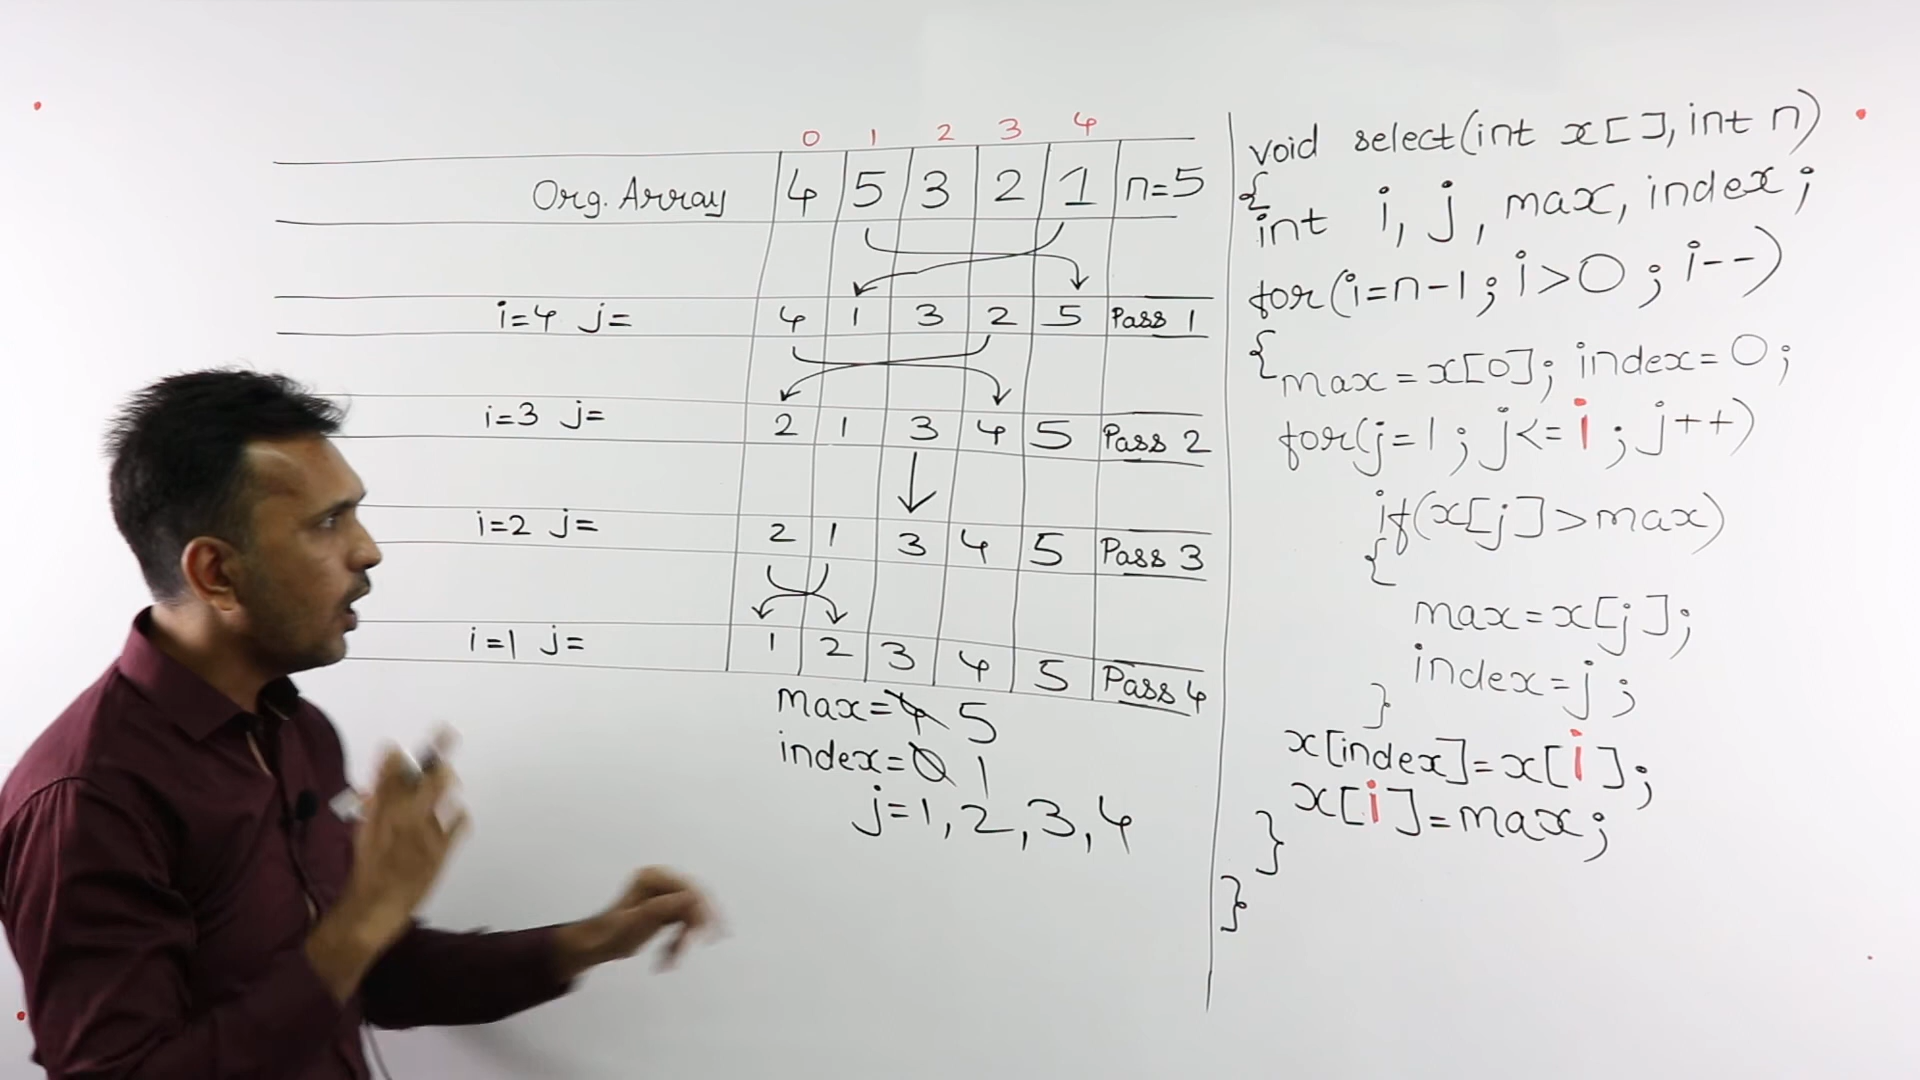 0 1 2 3 4
Org. Array 4 5 3 2 1 n=5
i=4 j= 4 1 3 2 5 Pass 1
i=3 j= 2 1 3 4 5 Pass 2
i=2 j= 2 1 3 4 5 Pass 3
i=1 j= 1 2 3 4 5 Pass 4
max=4 5
index=0 1
j=1,2,3,4
void select(int x[],int n)
{
int i, j, max, index;
for(i=n-1; i>0; i--)
{max=x[0]; index=0;
for(j=1; j<=i; j++)
if(x[j]>max)
{
max=x[j];
index=j;
}
x[index]=x[i];
x[i]=max;
}
}